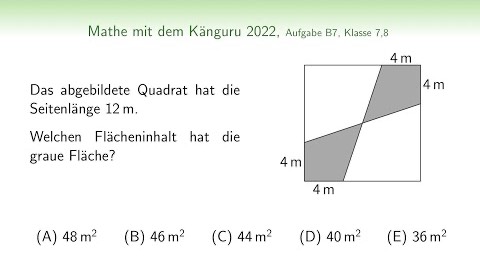 Mathe mit dem Känguru 2022, Aufgabe B7, Klasse 7,8
Das abgebildete Quadrat hat die
Seitenlänge 12 m.
Welchen Flächeninhalt hat die
graue Fläche?
4 m
4 m
4 m
4 m
(A) 48 m² (B) 46 m² (C) 44 m² (D) 40 m² (E) 36 m²